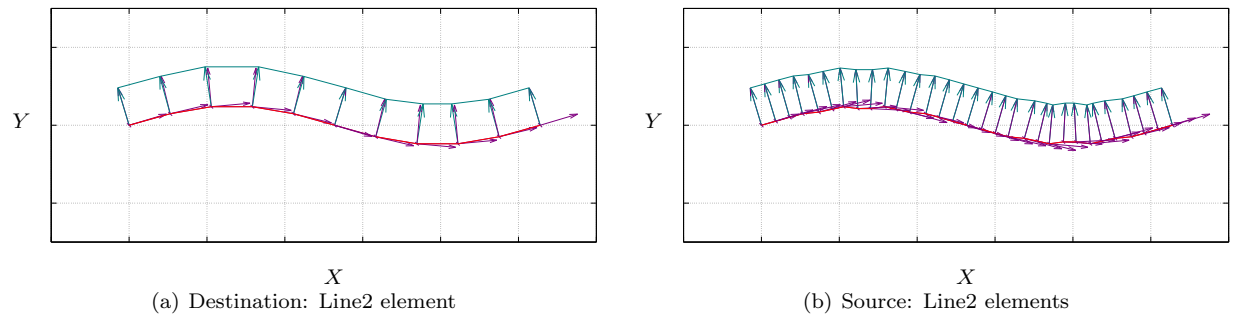 Y
X
(a) Destination: Line2 element
Y
X
(b) Source: Line2 elements